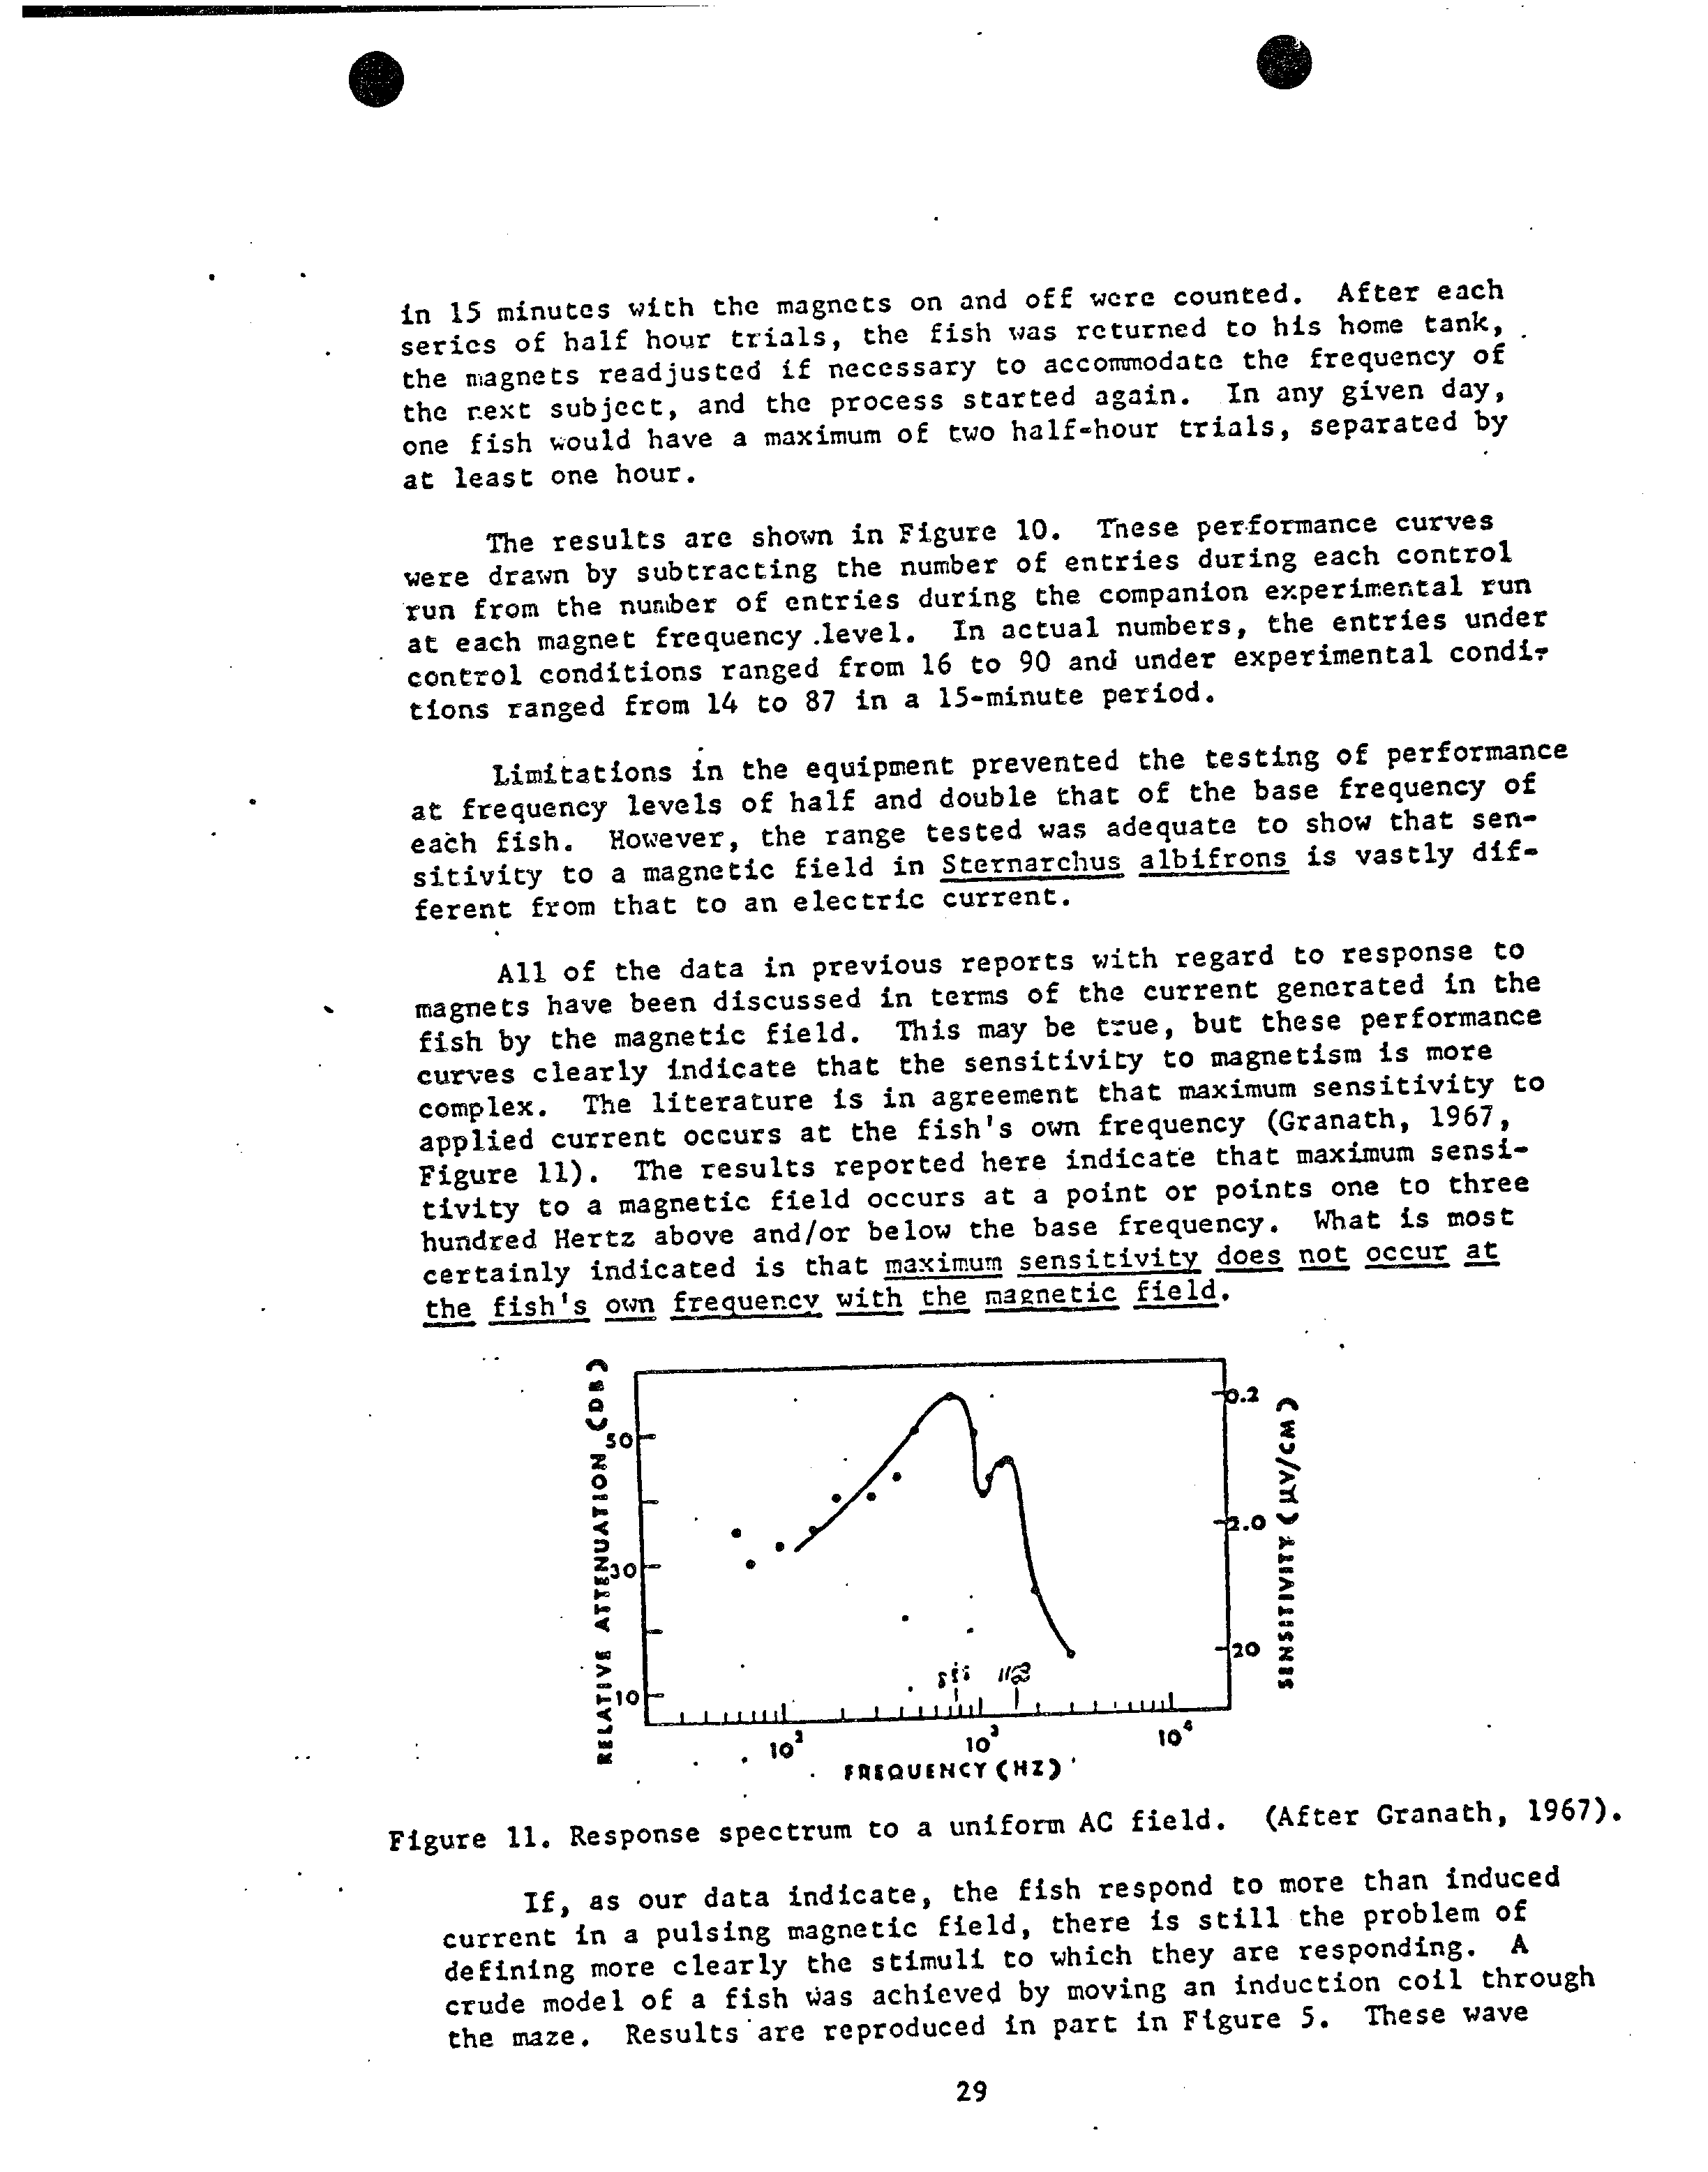 in 15 minutes with the magnets on and off were counted. After each
series of half hour trials, the fish was returned to his home tank,
the magnets readjusted if necessary to accommodate the frequency of
the next subject, and the process started again. In any given day,
one fish would have a maximum of two half-hour trials, separated by
at least one hour.
The results are shown in Figure 10. These performance curves
were drawn by subtracting the number of entries during each control
run from the number of entries during the companion experimental run
at each magnet frequency level. In actual numbers, the entries under
control conditions ranged from 16 to 90 and under experimental condi-
tions ranged from 14 to 87 in a 15-minute period.
Limitations in the equipment prevented the testing of performance
at frequency levels of half and double that of the base frequency of
each fish. However, the range tested was adequate to show that sen-
sitivity to a magnetic field in Sternarchus albifrons is vastly dif-
ferent from that to an electric current.
All of the data in previous reports with regard to response to
magnets have been discussed in terms of the current generated in the
fish by the magnetic field. This may be true, but these performance
curves clearly indicate that the sensitivity to magnetism is more
complex. The literature is in agreement that maximum sensitivity to
applied current occurs at the fish's own frequency (Granath, 1967,
Figure 11). The results reported here indicate that maximum sensi-
tivity to a magnetic field occurs at a point or points one to three
hundred Hertz above and/or below the base frequency. What is most
certainly indicated is that maximum sensitivity does not occur at
the fish's own frequency with the magnetic field.
RELATIVE ATTENUATION (DB)
50
30
10
0.2
2.0
20
SENSITIVITY (μV/CM)
10²
10³
10⁴
FREQUENCY (HZ)
Figure 11. Response spectrum to a uniform AC field. (After Granath, 1967).
If, as our data indicate, the fish respond to more than induced
current in a pulsing magnetic field, there is still the problem of
defining more clearly the stimuli to which they are responding. A
crude model of a fish was achieved by moving an induction coil through
the maze. Results are reproduced in part in Figure 5. These wave
29